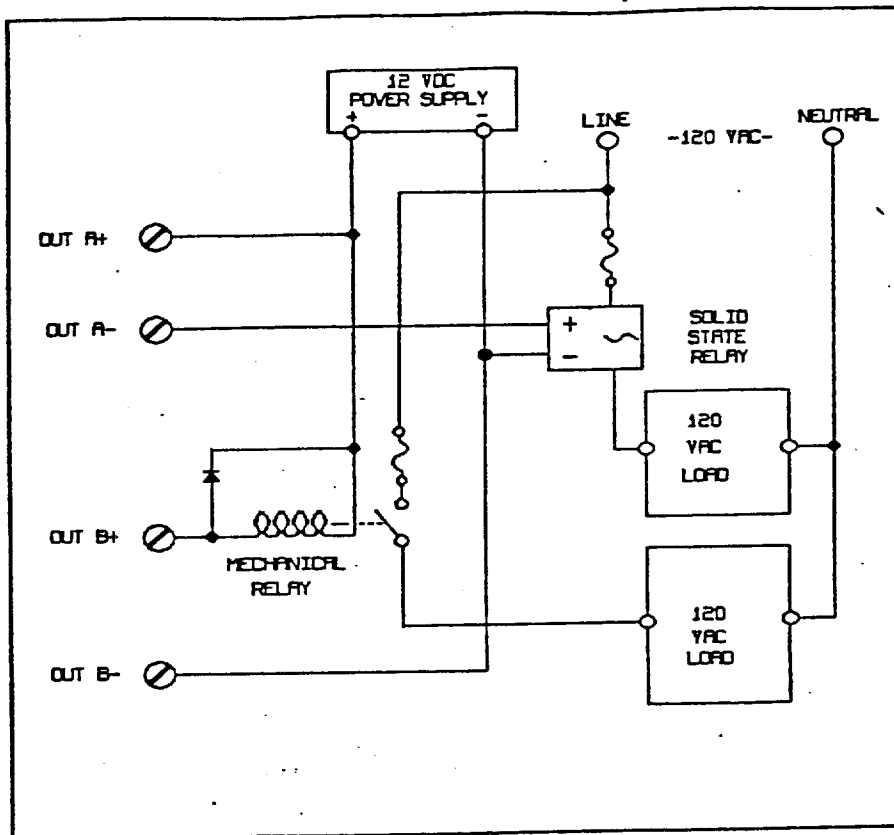 12 VDC
POWER SUPPLY
+ -
LINE
-120 VAC-
NEUTRAL
OUT A+
OUT A-
+
-
SOLID
STATE
RELAY
120
VAC
LOAD
OUT B+
MECHANICAL
RELAY
120
VAC
LOAD
OUT B-